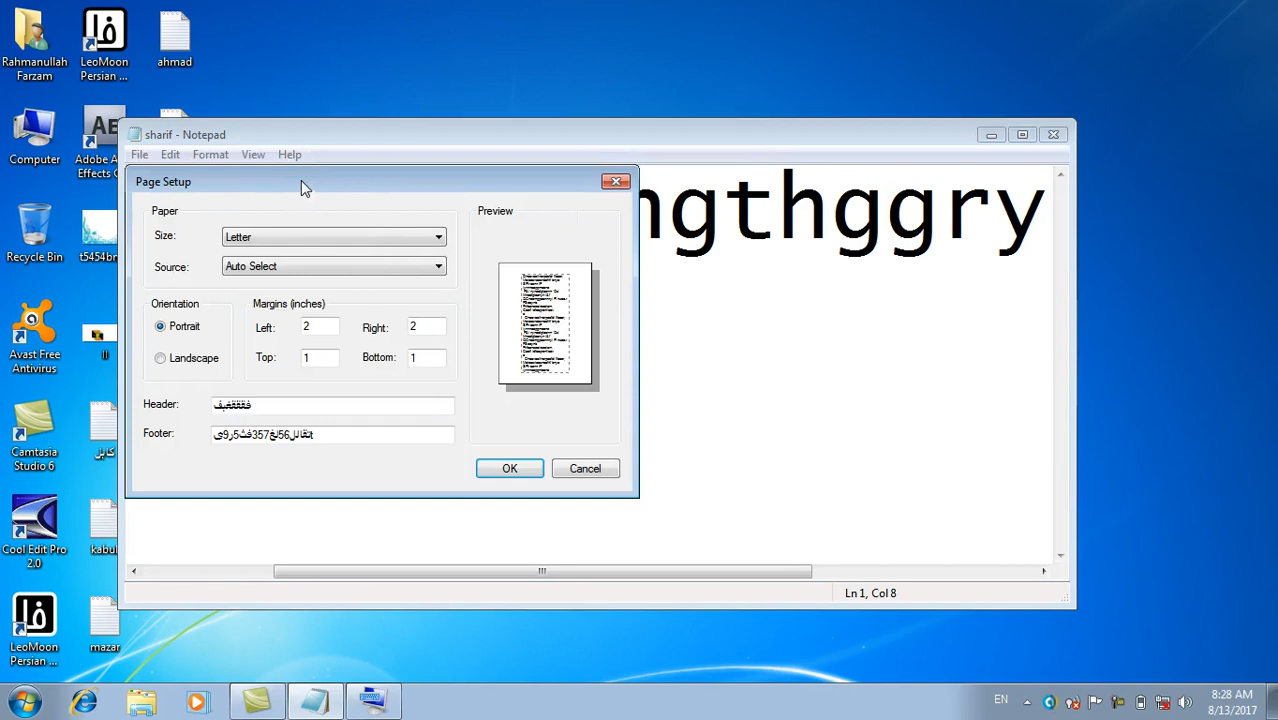 Rahmanullah
Farzam
LeoMoon
Persian ...
ahmad
Computer
Adobe A
Effects C
Recycle Bin
t5454br
Avast Free
Antivirus
Camtasia
Studio 6
کابل
Cool Edit Pro
2.0
kabul
LeoMoon
Persian ...
mazar
sharif - Notepad
File Edit Format View Help
ngthggry
Page Setup
Paper
Size: Letter
Source: Auto Select
Orientation
Portrait
Landscape
Margins (inches)
Left: 2 Right: 2
Top: 1 Bottom: 1
Header:
Footer:
Preview
OK Cancel
Ln 1, Col 8
EN
8:28 AM
8/13/2017